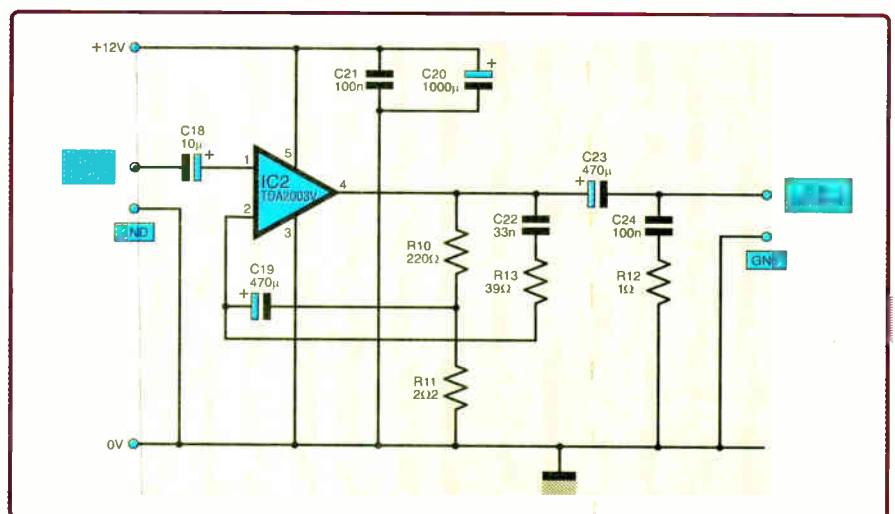 +12V
C21
100n
C20
1000µ
C18
10µ
1
5
IC2
TDA2003V
4
2
3
C23
470µ
C22
33n
C24
100n
R10
220Ω
C19
470µ
R13
39Ω
R12
1Ω
R11
2Ω2
0V